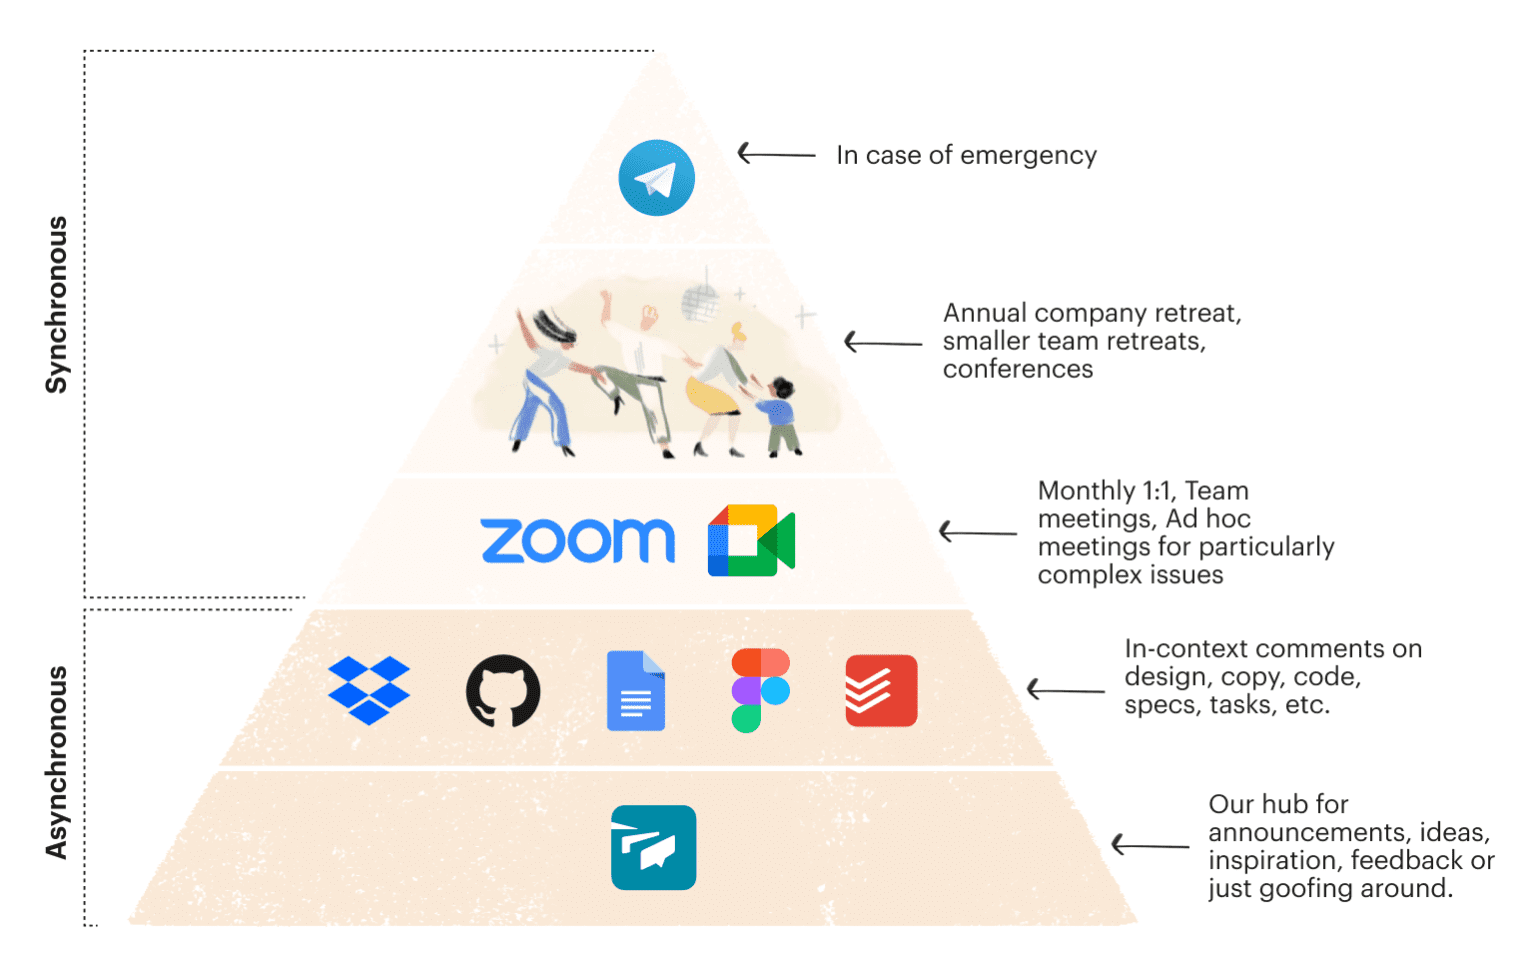 In case of emergency
Synchronous
Annual company retreat,
smaller team retreats,
conferences
zoom
Monthly 1:1, Team
meetings, Ad hoc
meetings for particularly
complex issues
Asynchronous
In-context comments on
design, copy, code,
specs, tasks, etc.
Our hub for
announcements, ideas,
inspiration, feedback or
just goofing around.